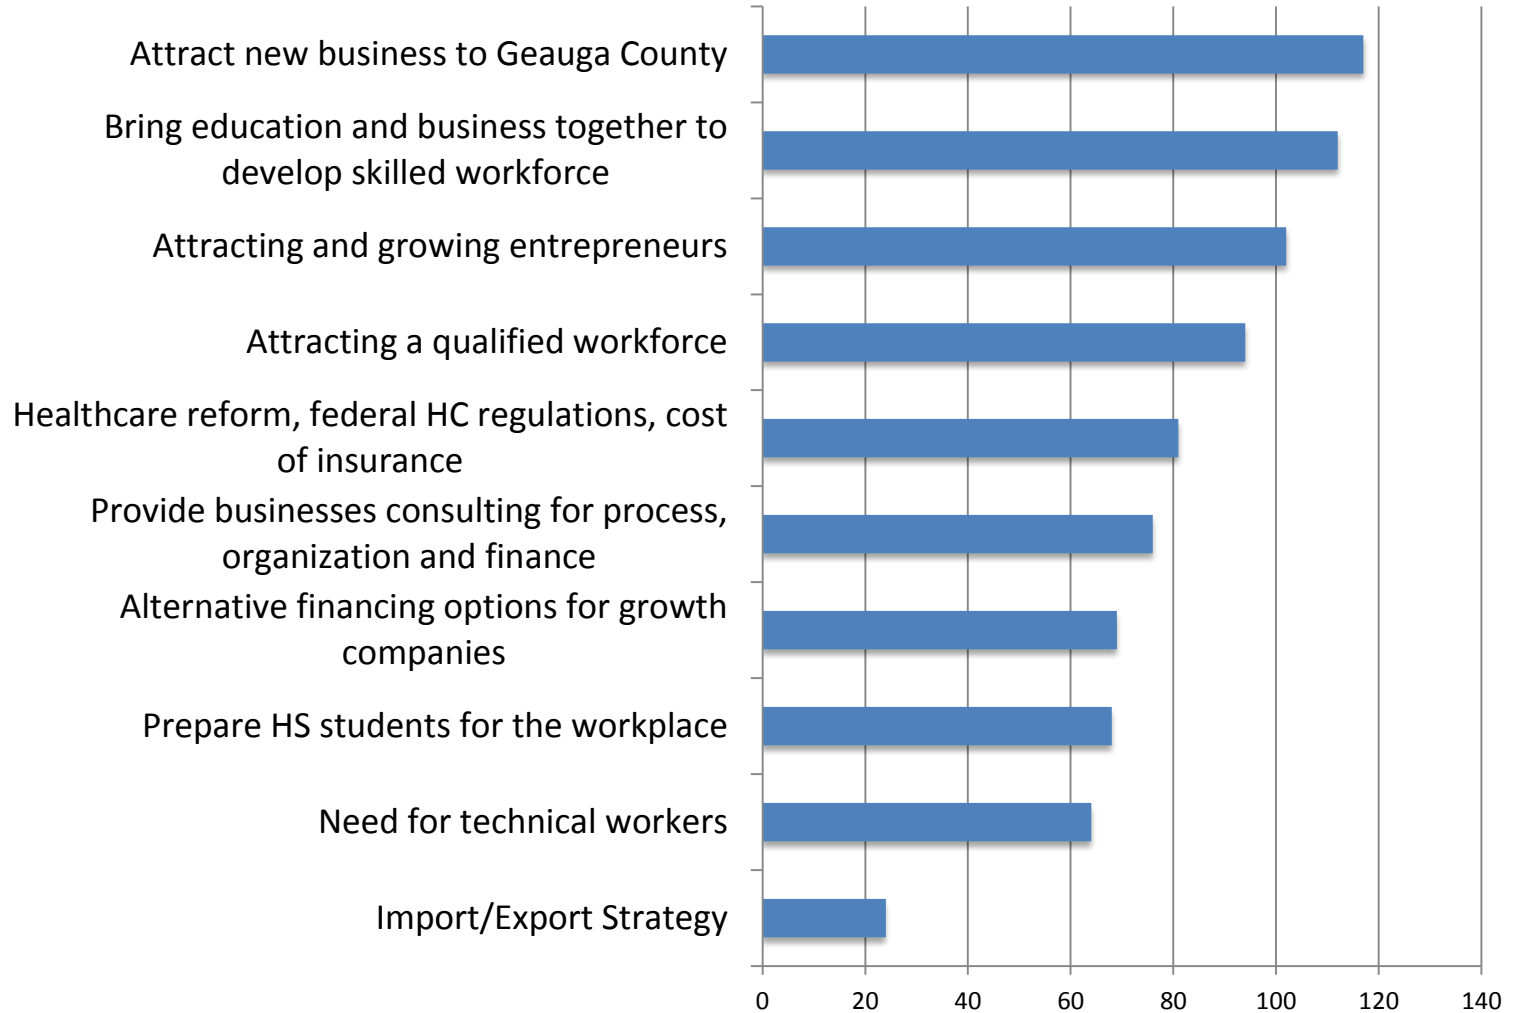 Attract new business to Geauga County
Bring education and business together to
develop skilled workforce
Attracting and growing entrepreneurs
Attracting a qualified workforce
Healthcare reform, federal HC regulations, cost
of insurance
Provide businesses consulting for process,
organization and finance
Alternative financing options for growth
companies
Prepare HS students for the workplace
Need for technical workers
Import/Export Strategy
0 20 40 60 80 100 120 140